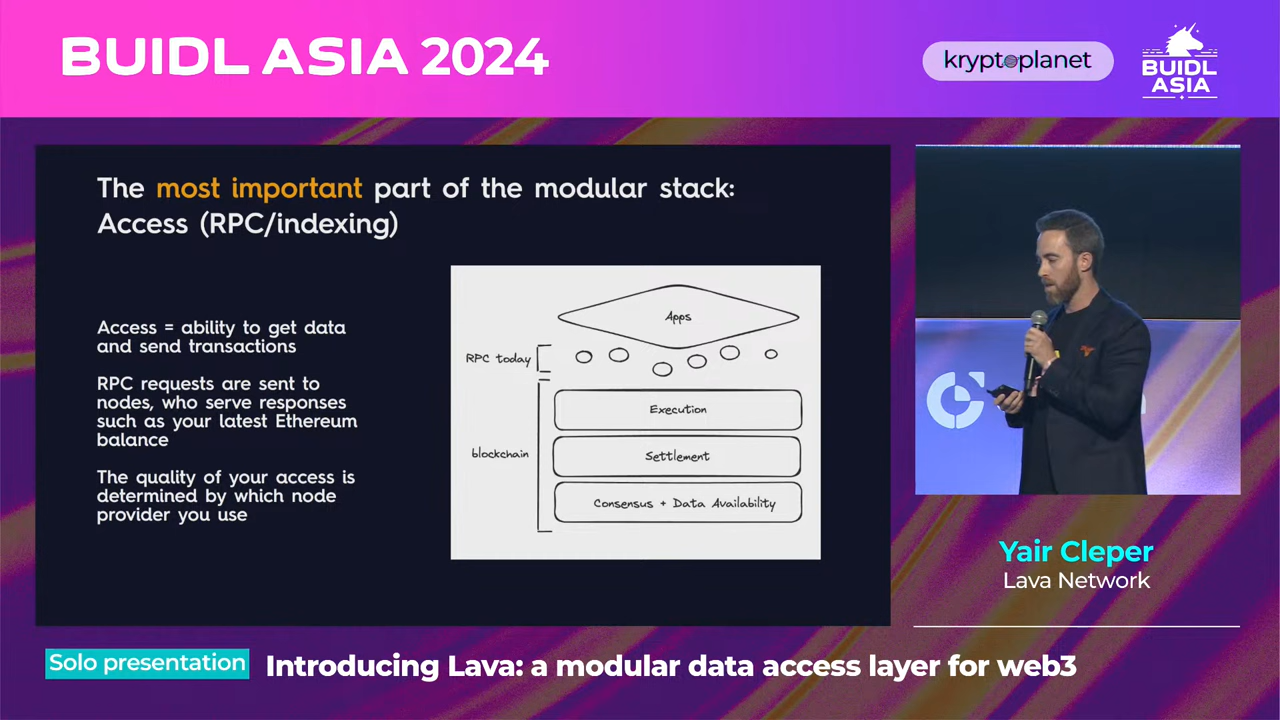 BUIDL ASIA 2024
kryptoplanet
BUIDL
ASIA
The most important part of the modular stack:
Access (RPC/indexing)
Access = ability to get data
and send transactions
RPC requests are sent to
nodes, who serve responses
such as your latest Ethereum
balance
The quality of your access is
determined by which node
provider you use
Apps
RPC today
Execution
blockchain
Settlement
Consensus + Data Availability
Yair Cleper
Lava Network
Solo presentation
Introducing Lava: a modular data access layer for web3